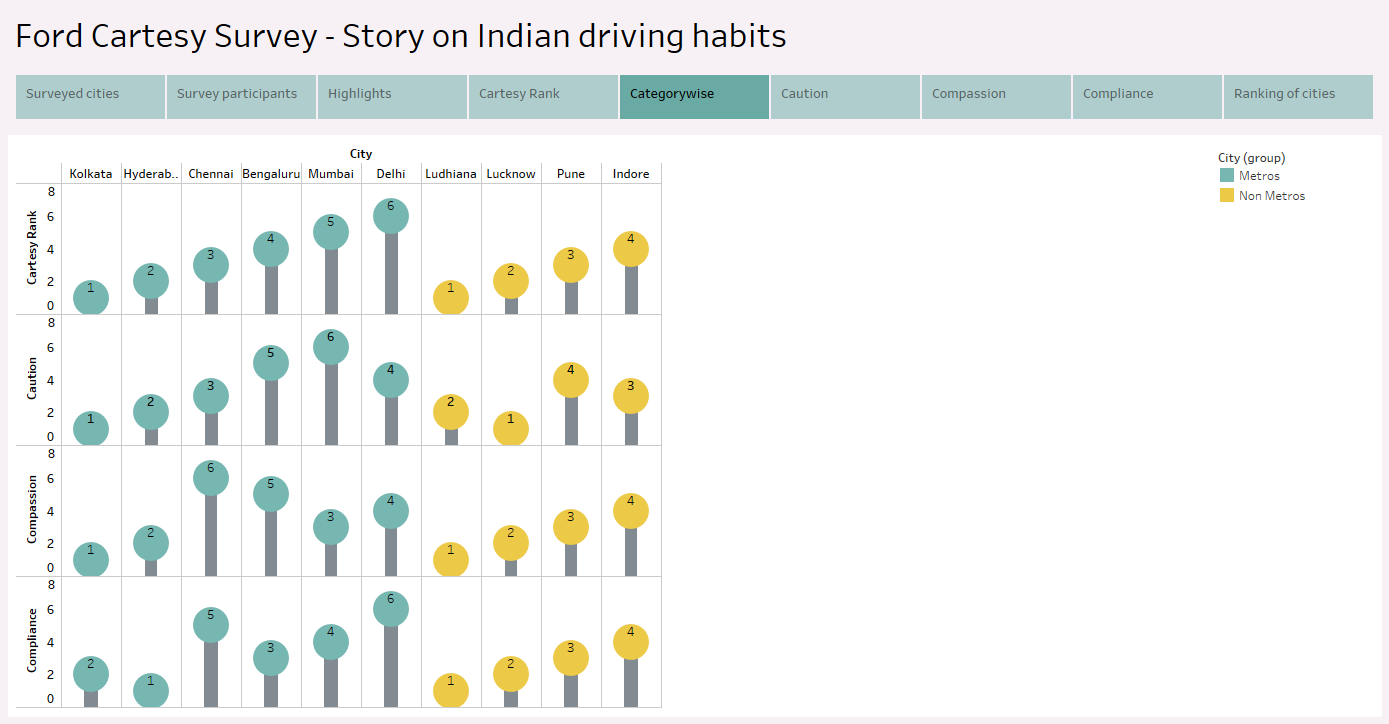 Ford Cartesy Survey - Story on Indian driving habits
Surveyed cities Survey participants Highlights Cartesy Rank Categorywise Caution Compassion Compliance Ranking of cities
City
Kolkata Hyderab.. Chennai Bengaluru Mumbai Delhi Ludhiana Lucknow Pune Indore
City (group)
Metros
Non Metros
Cartesy Rank
8
6
4
2
0
1 2 3 4 5 6 1 2 3 4
Caution
8
6
4
2
0
1 2 3 5 6 4 2 1 4 3
Compassion
8
6
4
2
0
1 2 6 5 3 4 1 2 3 4
Compliance
8
6
4
2
0
2 1 5 3 4 6 1 2 3 4